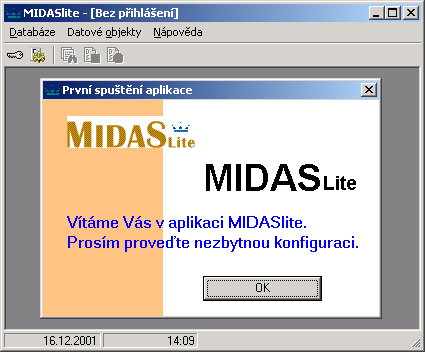 MIDASlite - [Bez přihlášení]
Databáze Datové objekty Nápověda
První spuštění aplikace
MIDAS Lite
MIDAS Lite
Vítáme Vás v aplikaci MIDASlite.
Prosím proveďte nezbytnou konfiguraci.
OK
16.12.2001 14:09